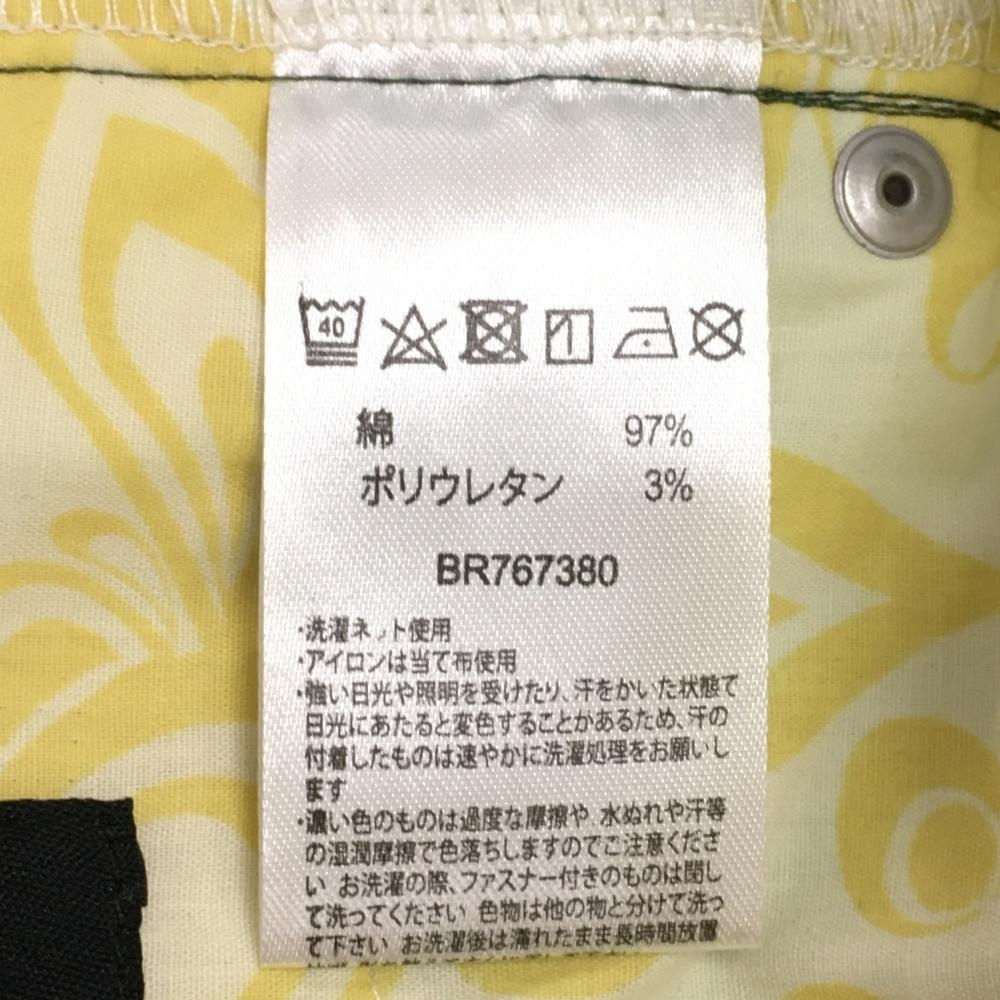 40
綿 97%
ポリウレタン 3%
BR767380
・洗濯ネット使用
・アイロンは当て布使用
・強い日光や照明を受けたり、汗をかいた状態で
日光にあたると変色することがあるため、汗の
付着したものは速やかに洗濯処理をお願いし
ます
・濃い色のものは過度な摩擦や、水ぬれや汗等
の湿潤摩擦で色落ちしますのでご注意くださ
い お洗濯の際、ファスナー付きのものは閉じ
て洗ってください 色物は他の物と分けて洗っ
て下さい お洗濯後は濡れたまま長時間放置